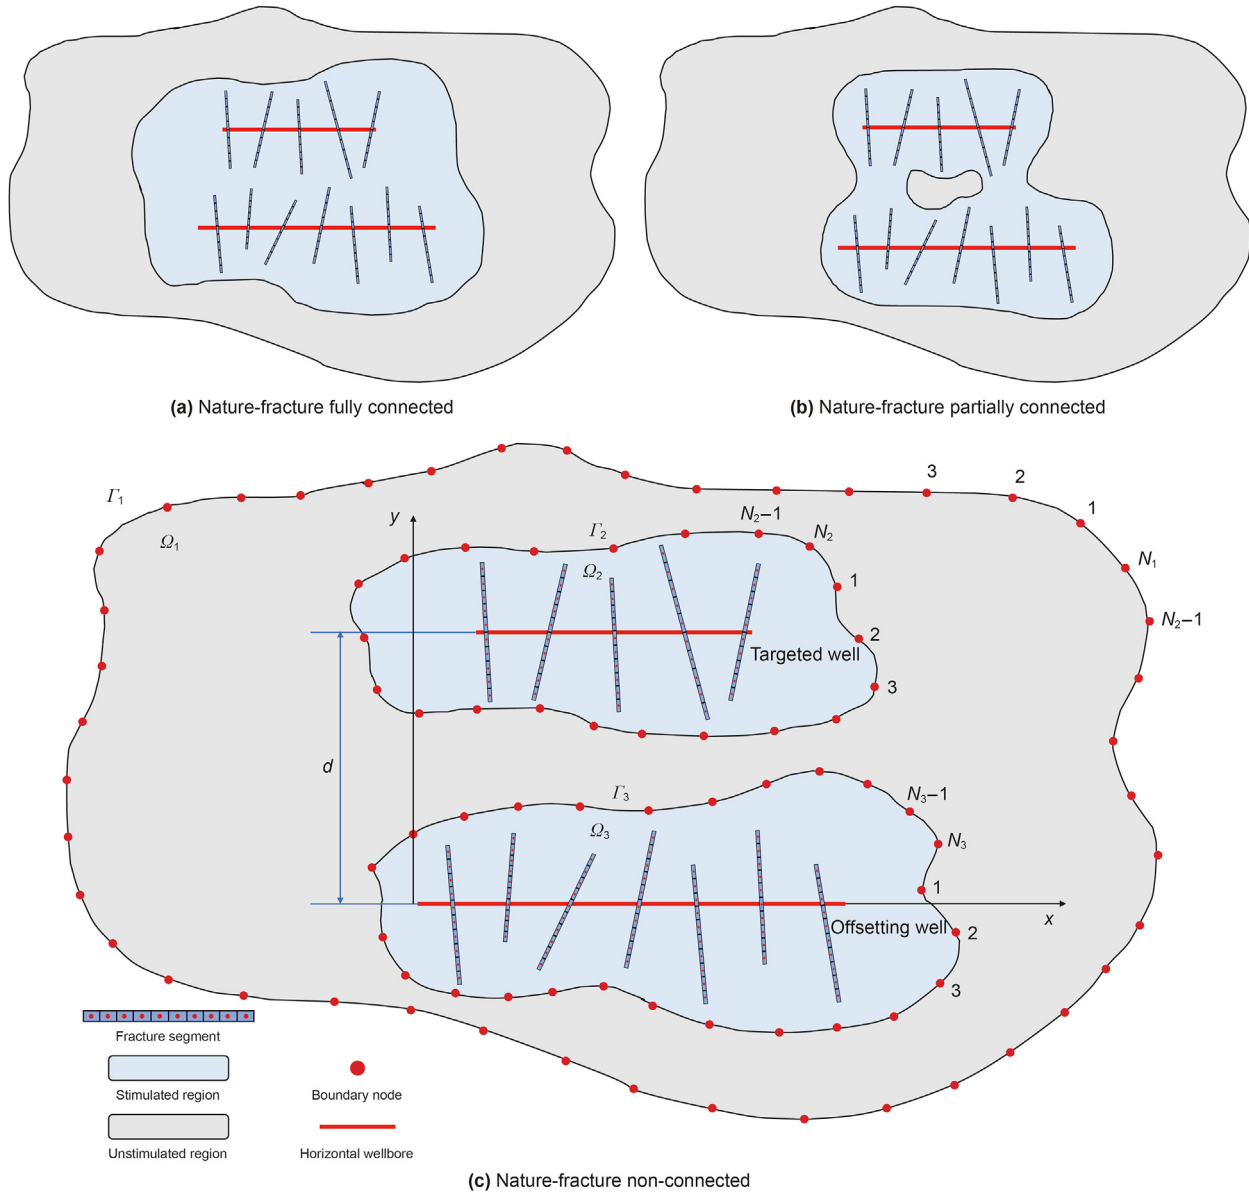 (a) Nature-fracture fully connected
(b) Nature-fracture partially connected
3
2
1
Γ₁
y
N₂–1
N₂
Γ₂
Ω₁
N₁
Ω₂
1
N₂–1
2
Targeted well
3
d
Γ₃
N₃–1
Ω₃
N₃
1
x
Offsetting well
2
3
Fracture segment
Stimulated region
Boundary node
Unstimulated region
Horizontal wellbore
(c) Nature-fracture non-connected